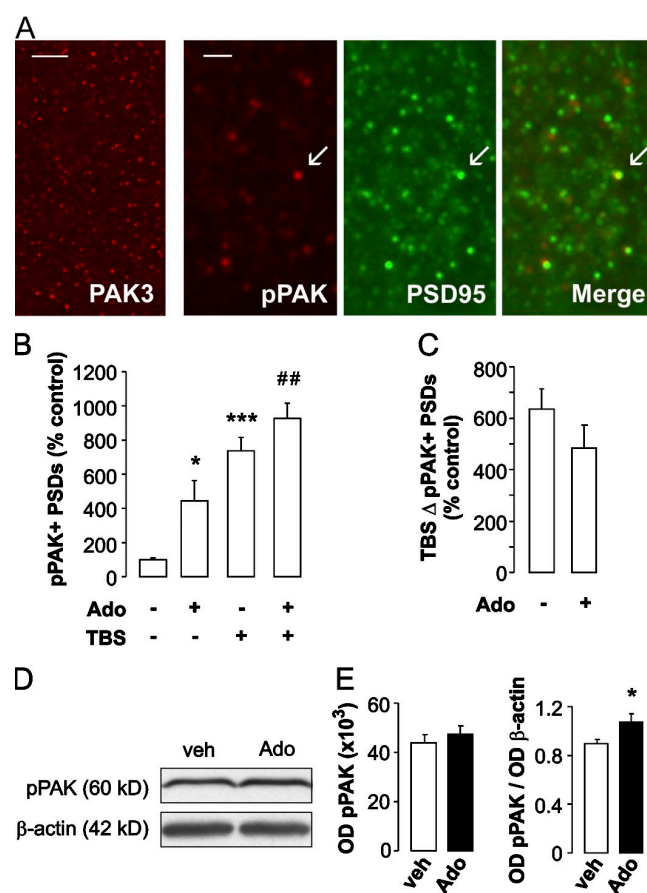 A
PAK3
pPAK
PSD95
Merge
B
pPAK+ PSDs (% control)
1200
1000
800
600
400
200
0
*
***
##
Ado - + - +
TBS - - + +
C
TBS Δ pPAK+ PSDs
(% control)
800
600
400
200
0
Ado - +
D
veh Ado
pPAK (60 kD)
β-actin (42 kD)
E
OD pPAK (x10³)
60
40
20
0
veh
Ado
OD pPAK / OD β-actin
1.2
0.8
0.4
0
*
veh
Ado